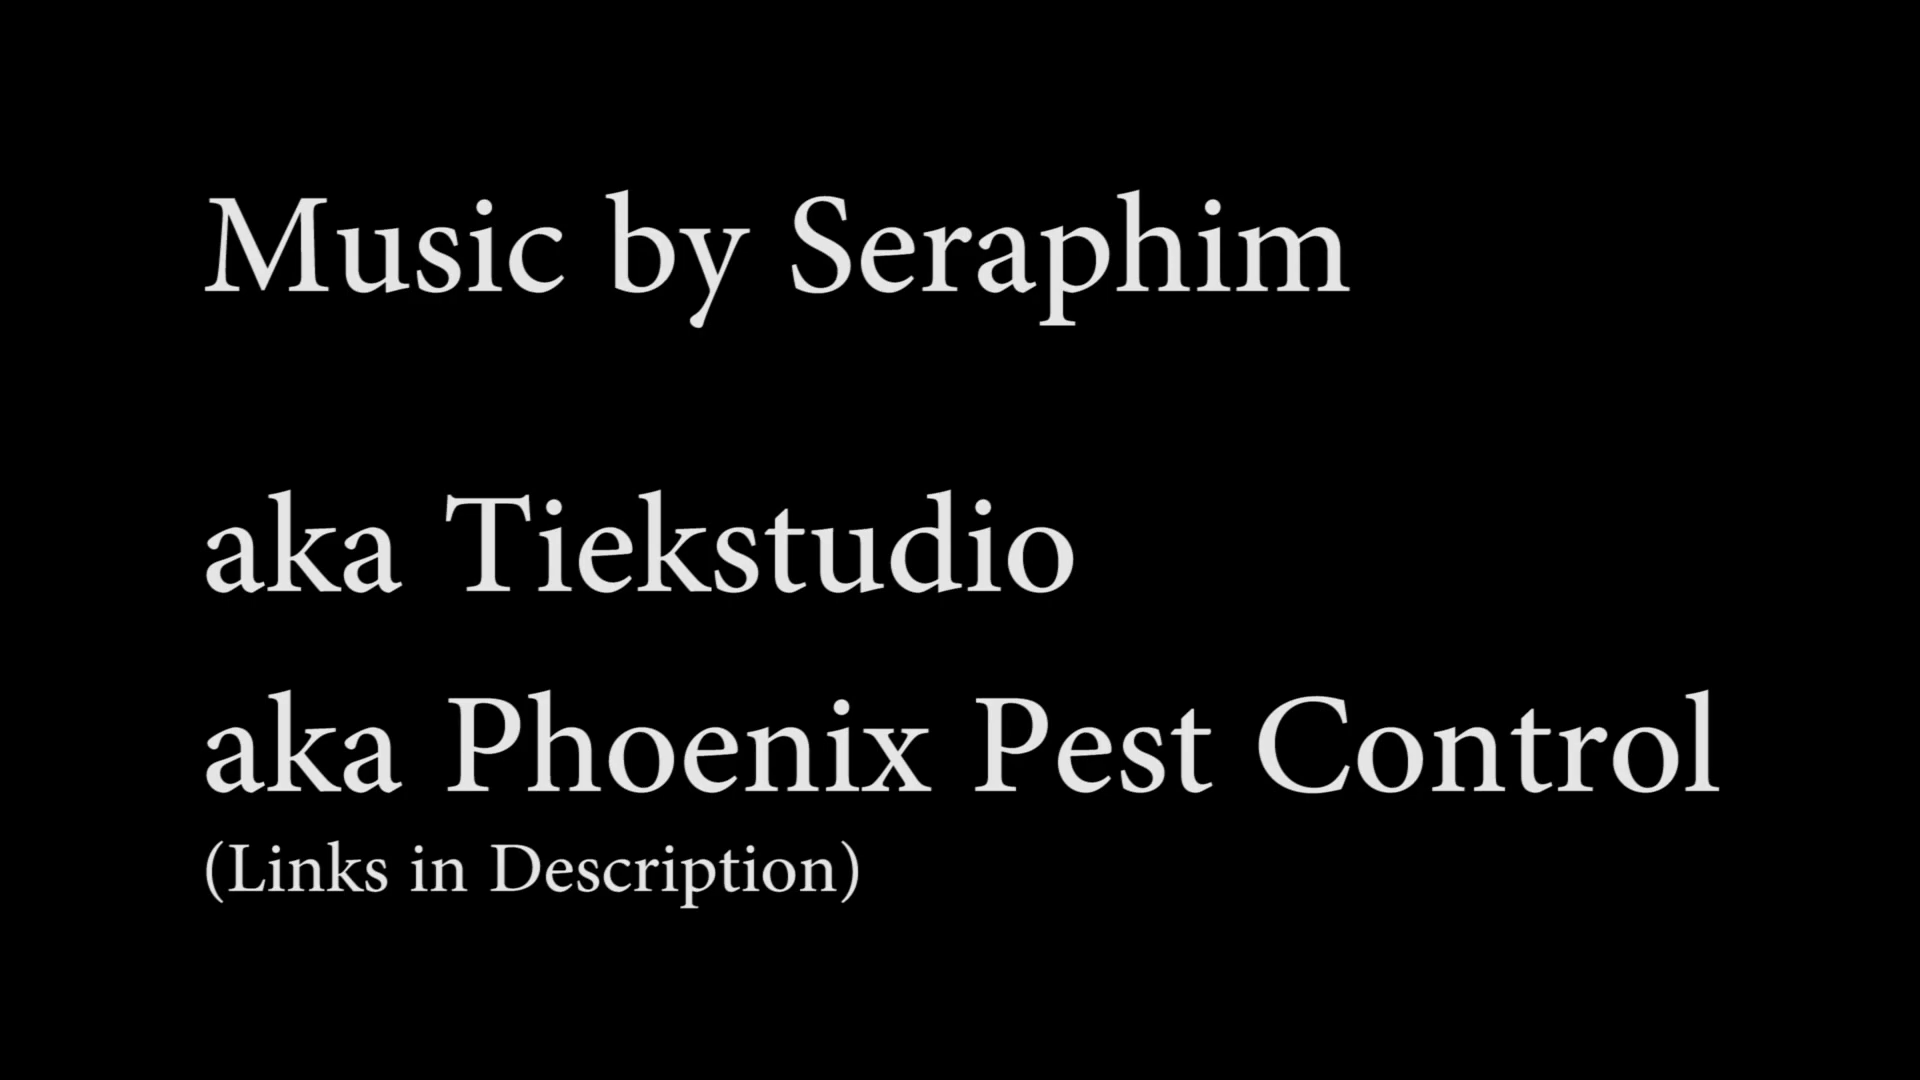 Music by Seraphim
aka Tiekstudio
aka Phoenix Pest Control
(Links in Description)